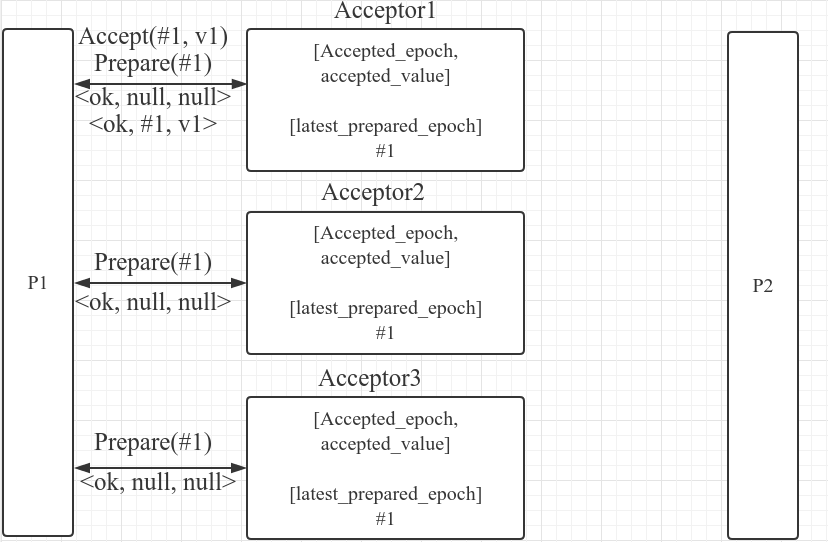 Acceptor1
Accept(#1, v1)
Prepare(#1)
<ok, null, null>
<ok, #1, v1>
[Accepted_epoch,
accepted_value]
[latest_prepared_epoch]
#1
Acceptor2
Prepare(#1)
<ok, null, null>
[Accepted_epoch,
accepted_value]
[latest_prepared_epoch]
#1
P1
P2
Acceptor3
Prepare(#1)
<ok, null, null>
[Accepted_epoch,
accepted_value]
[latest_prepared_epoch]
#1